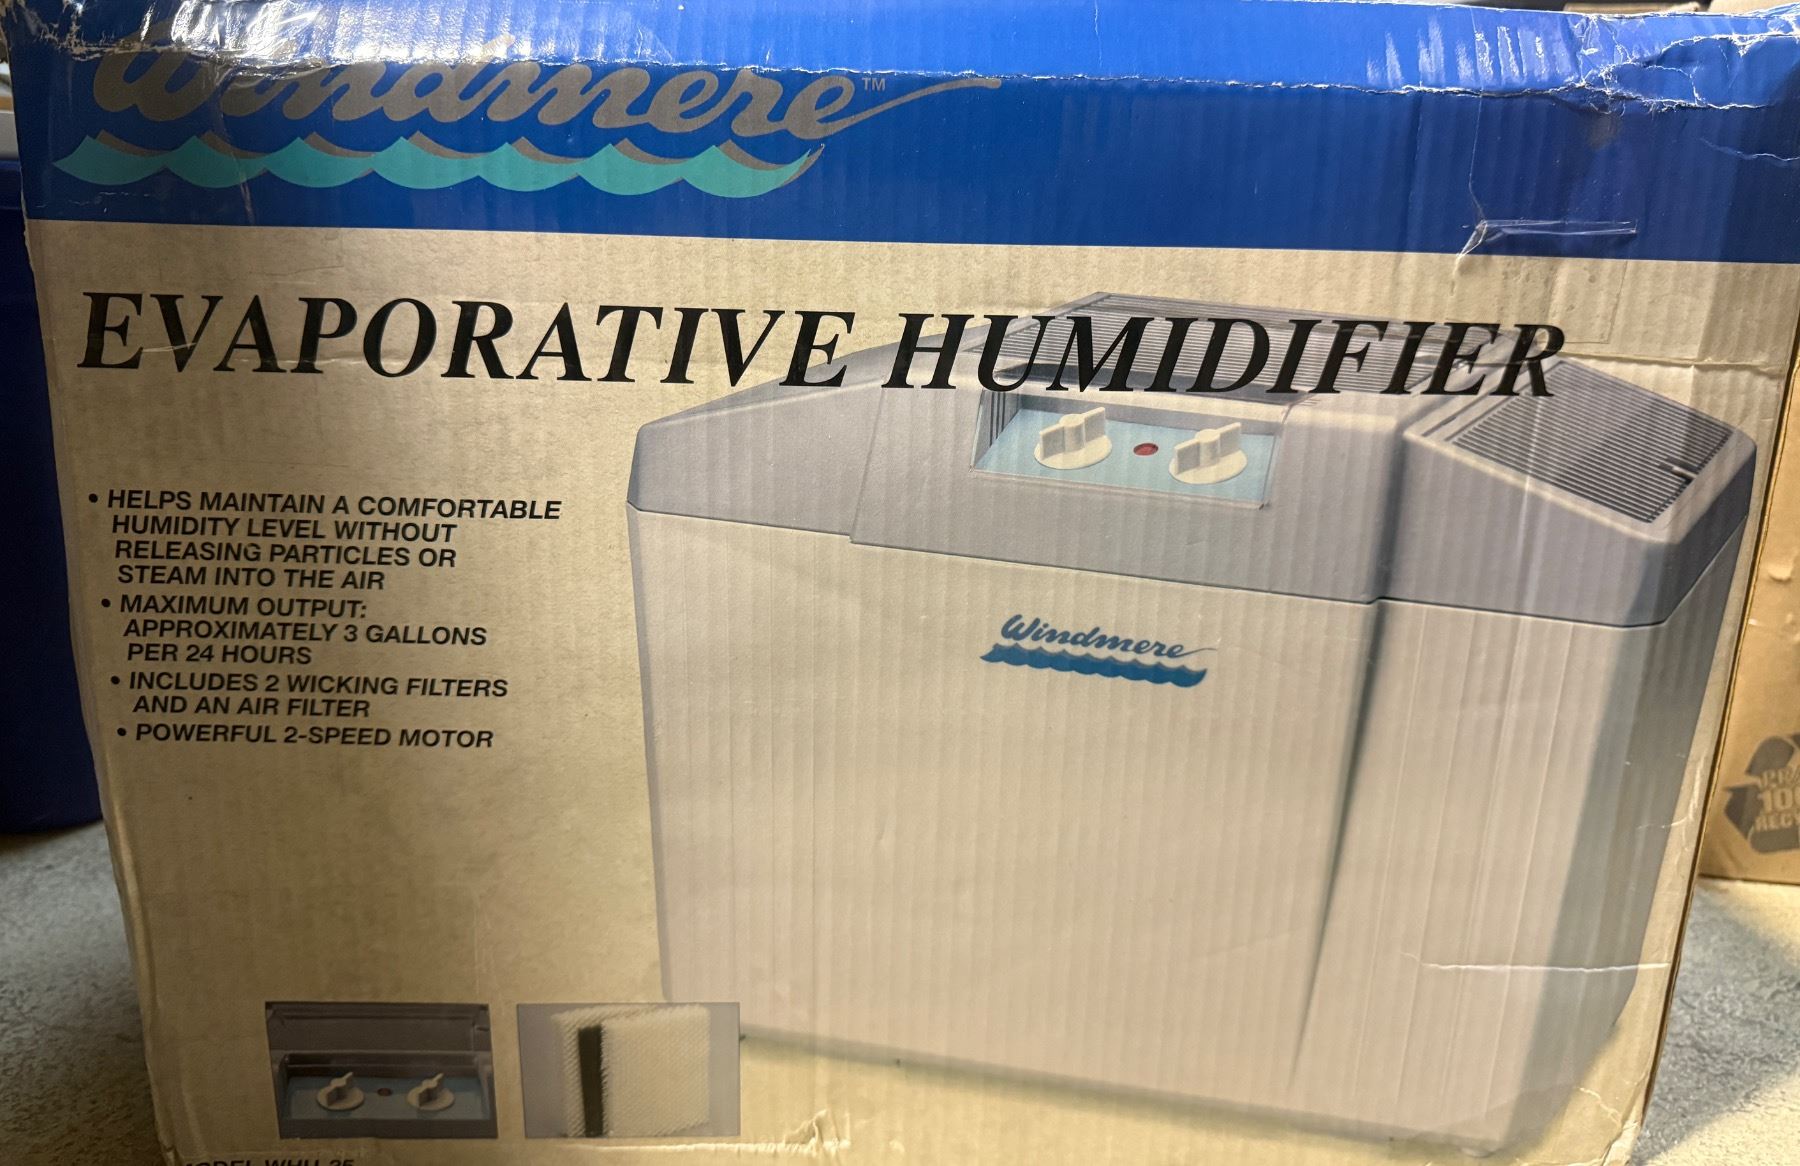 Windmere™
EVAPORATIVE HUMIDIFIER
• HELPS MAINTAIN A COMFORTABLE
HUMIDITY LEVEL WITHOUT
RELEASING PARTICLES OR
STEAM INTO THE AIR
• MAXIMUM OUTPUT:
APPROXIMATELY 3 GALLONS
PER 24 HOURS
• INCLUDES 2 WICKING FILTERS
AND AN AIR FILTER
• POWERFUL 2-SPEED MOTOR
Windmere